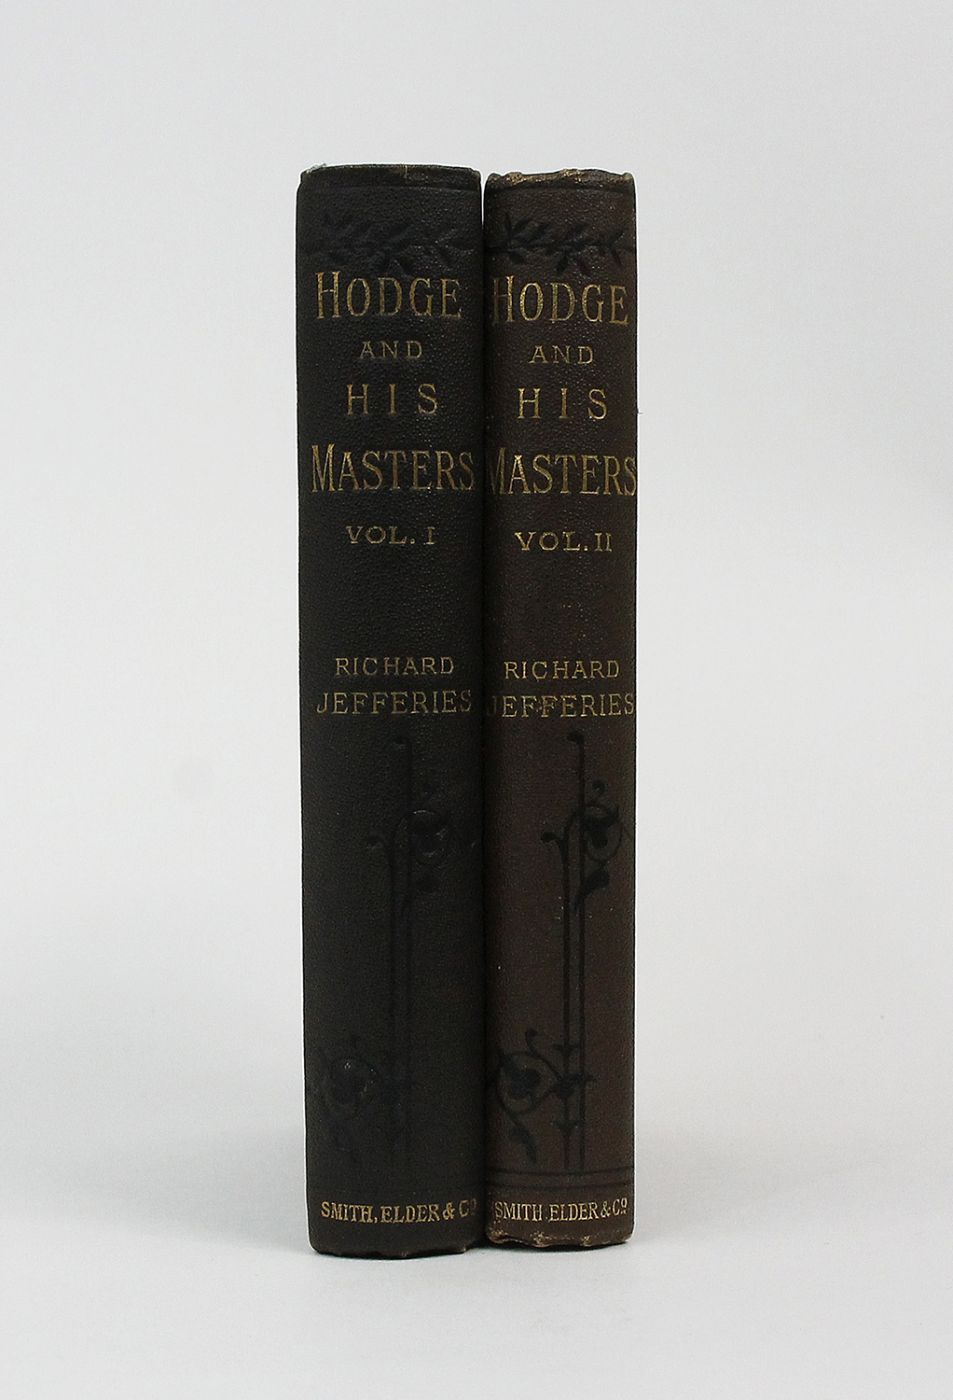 HODGE
AND
HIS
MASTERS
VOL. I
RICHARD
JEFFERIES
SMITH, ELDER & Co
HODGE
AND
HIS
MASTERS
VOL. II
RICHARD
JEFFERIES
SMITH ELDER & Co